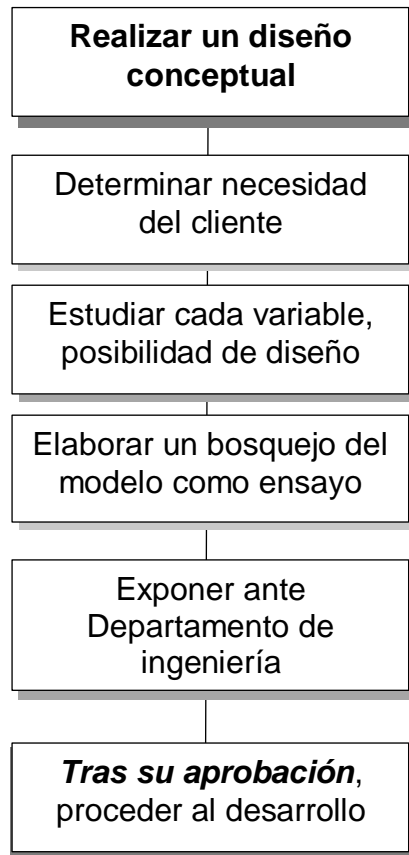 Realizar un diseño
conceptual
Determinar necesidad
del cliente
Estudiar cada variable,
posibilidad de diseño
Elaborar un bosquejo del
modelo como ensayo
Exponer ante
Departamento de
ingeniería
Tras su aprobación,
proceder al desarrollo